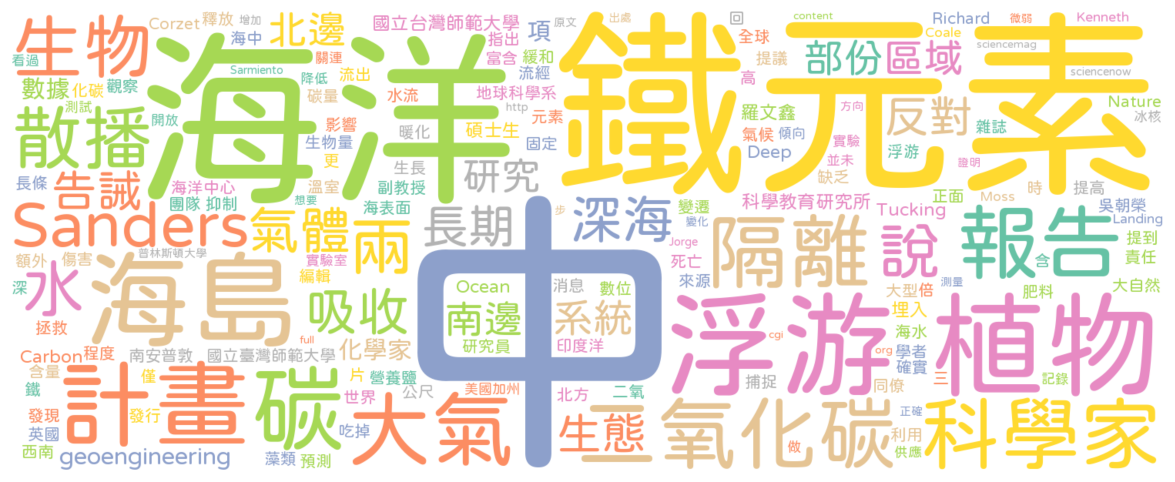 Corzet 釋放 增加 北邊 國立台灣師範大學 原文 出處 content 回 Richard 微弱 Kenneth
生物 海中 指出 項 全球 部份 區域 Coale sciencemag
看過 海洋 關連 富含 緩和 鐵元素 提議 sciencenow
Sarmiento 降低 流出 流經 高
數據 化碳 觀察 碳量 水流 地球科學系 反對 Nature
測試 http 元素 羅文鑫 雜誌 冰核
散播 開放 影響 暖化 碩士生 氣候 傾向 實驗 方向
生物量 固定 Deep 並未 浮游 證明
更 生長 研究 缺乏
長條 告誡 海洋中心 溫室 副教授 科學教育研究所 正面 時 提高
團隊 抑制 想要 海表面 變遷 Moss 吳朝榮
Sanders 氣體 兩 長期 深海 變化 Tucking 步 Landing
普林斯頓大學 Jorge 隔離 說 報告 提到
額外 傷害 實驗室 死亡 含 責任
水 海島 編輯 中 消息 來源 測量
深 Ocean 數位 大型 倍 肥料 大自然
吸收 南邊 系統 埋入
拯救 研究員 印度洋 浮游 海水 植物
full cgi org 學者
Carbon 程度 南安普敦 國立臺灣師範大學 化學家 確實
含量 片 營養鹽 美國加州 北方 二氧 捕捉 同僚 三 記錄
鐵 計畫 僅 碳 世界 公尺
發現 發行 大氣 生態 二氧化碳 利用 正確 科學家
英國 吃掉 做 供應
西南 geoengineering 藻類 預測